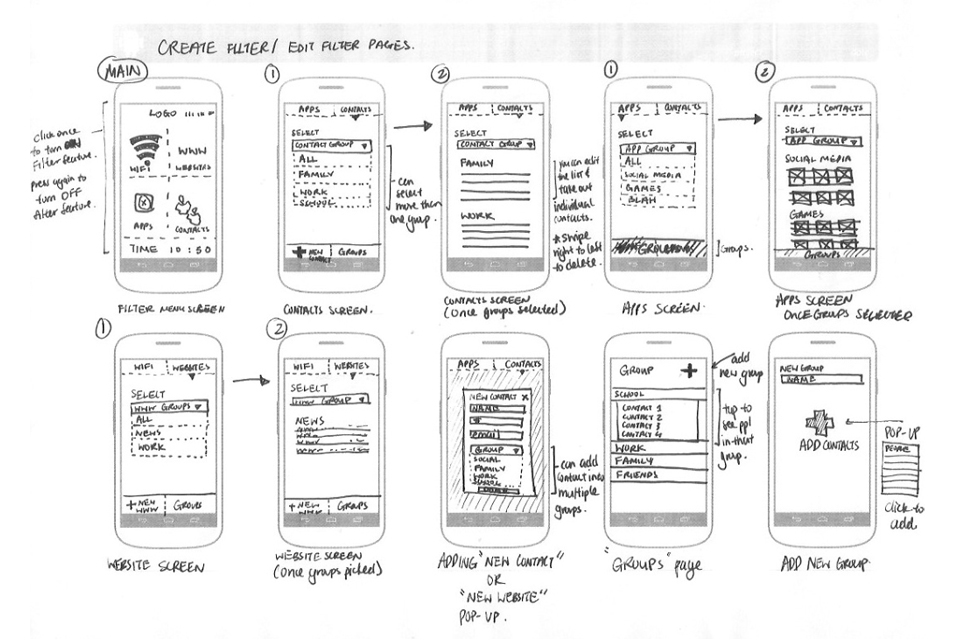 CREATE FILTER / EDIT FILTER PAGES.
MAIN
click once
to turn ON
Filter feature.
press again to
turn OFF
filter feature.
LOGO
WIFI
WWW
WEBSITES
APPS
CONTACTS
TIME 10:50
FILTER MENU SCREEN
1
APPS CONTACTS
SELECT
CONTACT GROUP
ALL
FAMILY
WORK
SCHOOL
+ NEW
CONTACT
GROUPS
- can
select
more then
one group.
CONTACTS SCREEN.
2
APPS CONTACTS
SELECT
CONTACT GROUP
FAMILY
WORK
you can edit
the list &
take out
individual
contacts.
* Swipe
right to left
to delete.
CONTACTS SCREEN
(Once groups selected)
1
APPS CONTACTS
SELECT
APP GROUP
ALL
SOCIAL MEDIA
GAMES
BLAH
Groups.
APPS SCREEN.
2
APPS CONTACTS
SELECT
APP GROUP
SOCIAL MEDIA
GAMES
GROUPS
APPS SCREEN
ONCE GROUPS SELECTED
1
WIFI WEBSITES
SELECT
WWW GROUPS
ALL
NEWS
WORK
+ NEW
WWW
GROUPS
WEBSITE SCREEN
2
WIFI WEBSITES
SELECT
WWW GROUP
NEWS
+ NEW
WWW
GROUPS
WEBSITE SCREEN
(Once groups picked)
APPS CONTACTS
NEW CONTACT X
NAME
email
GROUP
SOCIAL
FAMILY
WORK
SCHOOL
- can add
contact into
multiple
groups.
ADDING "NEW CONTACT"
OR
"NEW WEBSITE"
POP-UP.
GROUP +
add
new group
SCHOOL
CONTACT 1
CONTACT 2
CONTACT 3
CONTACT 4
WORK
FAMILY
FRIENDS
tap to
see ppl
in that
group.
"GROUPS" page
NEW GROUP
NAME
ADD CONTACTS
POP-UP
PEOPLE
Click to
add
ADD NEW GROUP